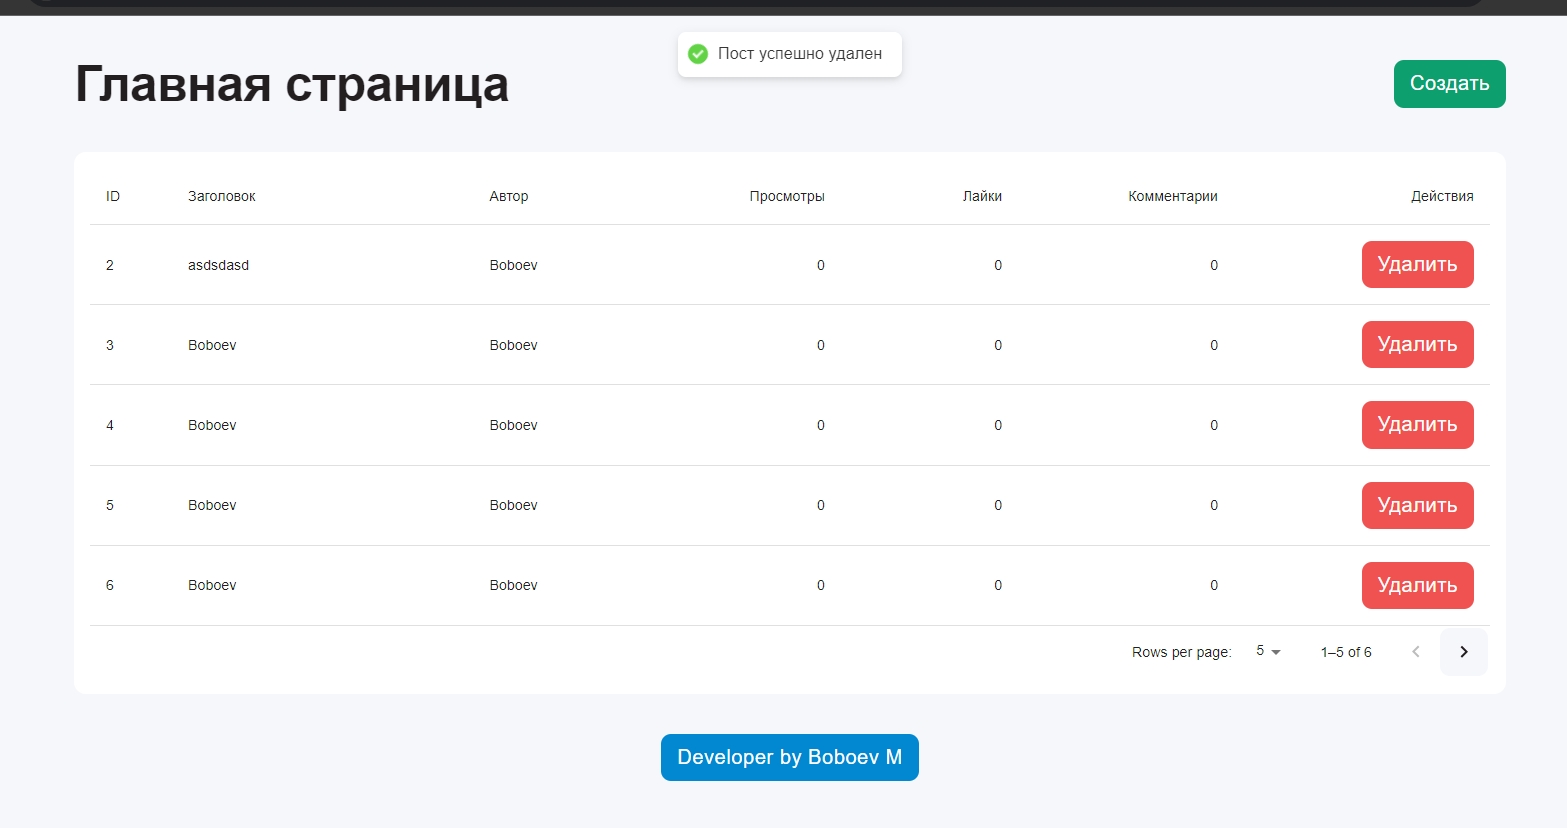 Пост успешно удален
Главная страница
Создать
ID Заголовок Автор Просмотры Лайки Комментарии Действия
2 asdsdasd Boboev 0 0 0 Удалить
3 Boboev Boboev 0 0 0 Удалить
4 Boboev Boboev 0 0 0 Удалить
5 Boboev Boboev 0 0 0 Удалить
6 Boboev Boboev 0 0 0 Удалить
Rows per page: 5 1–5 of 6
Developer by Boboev M